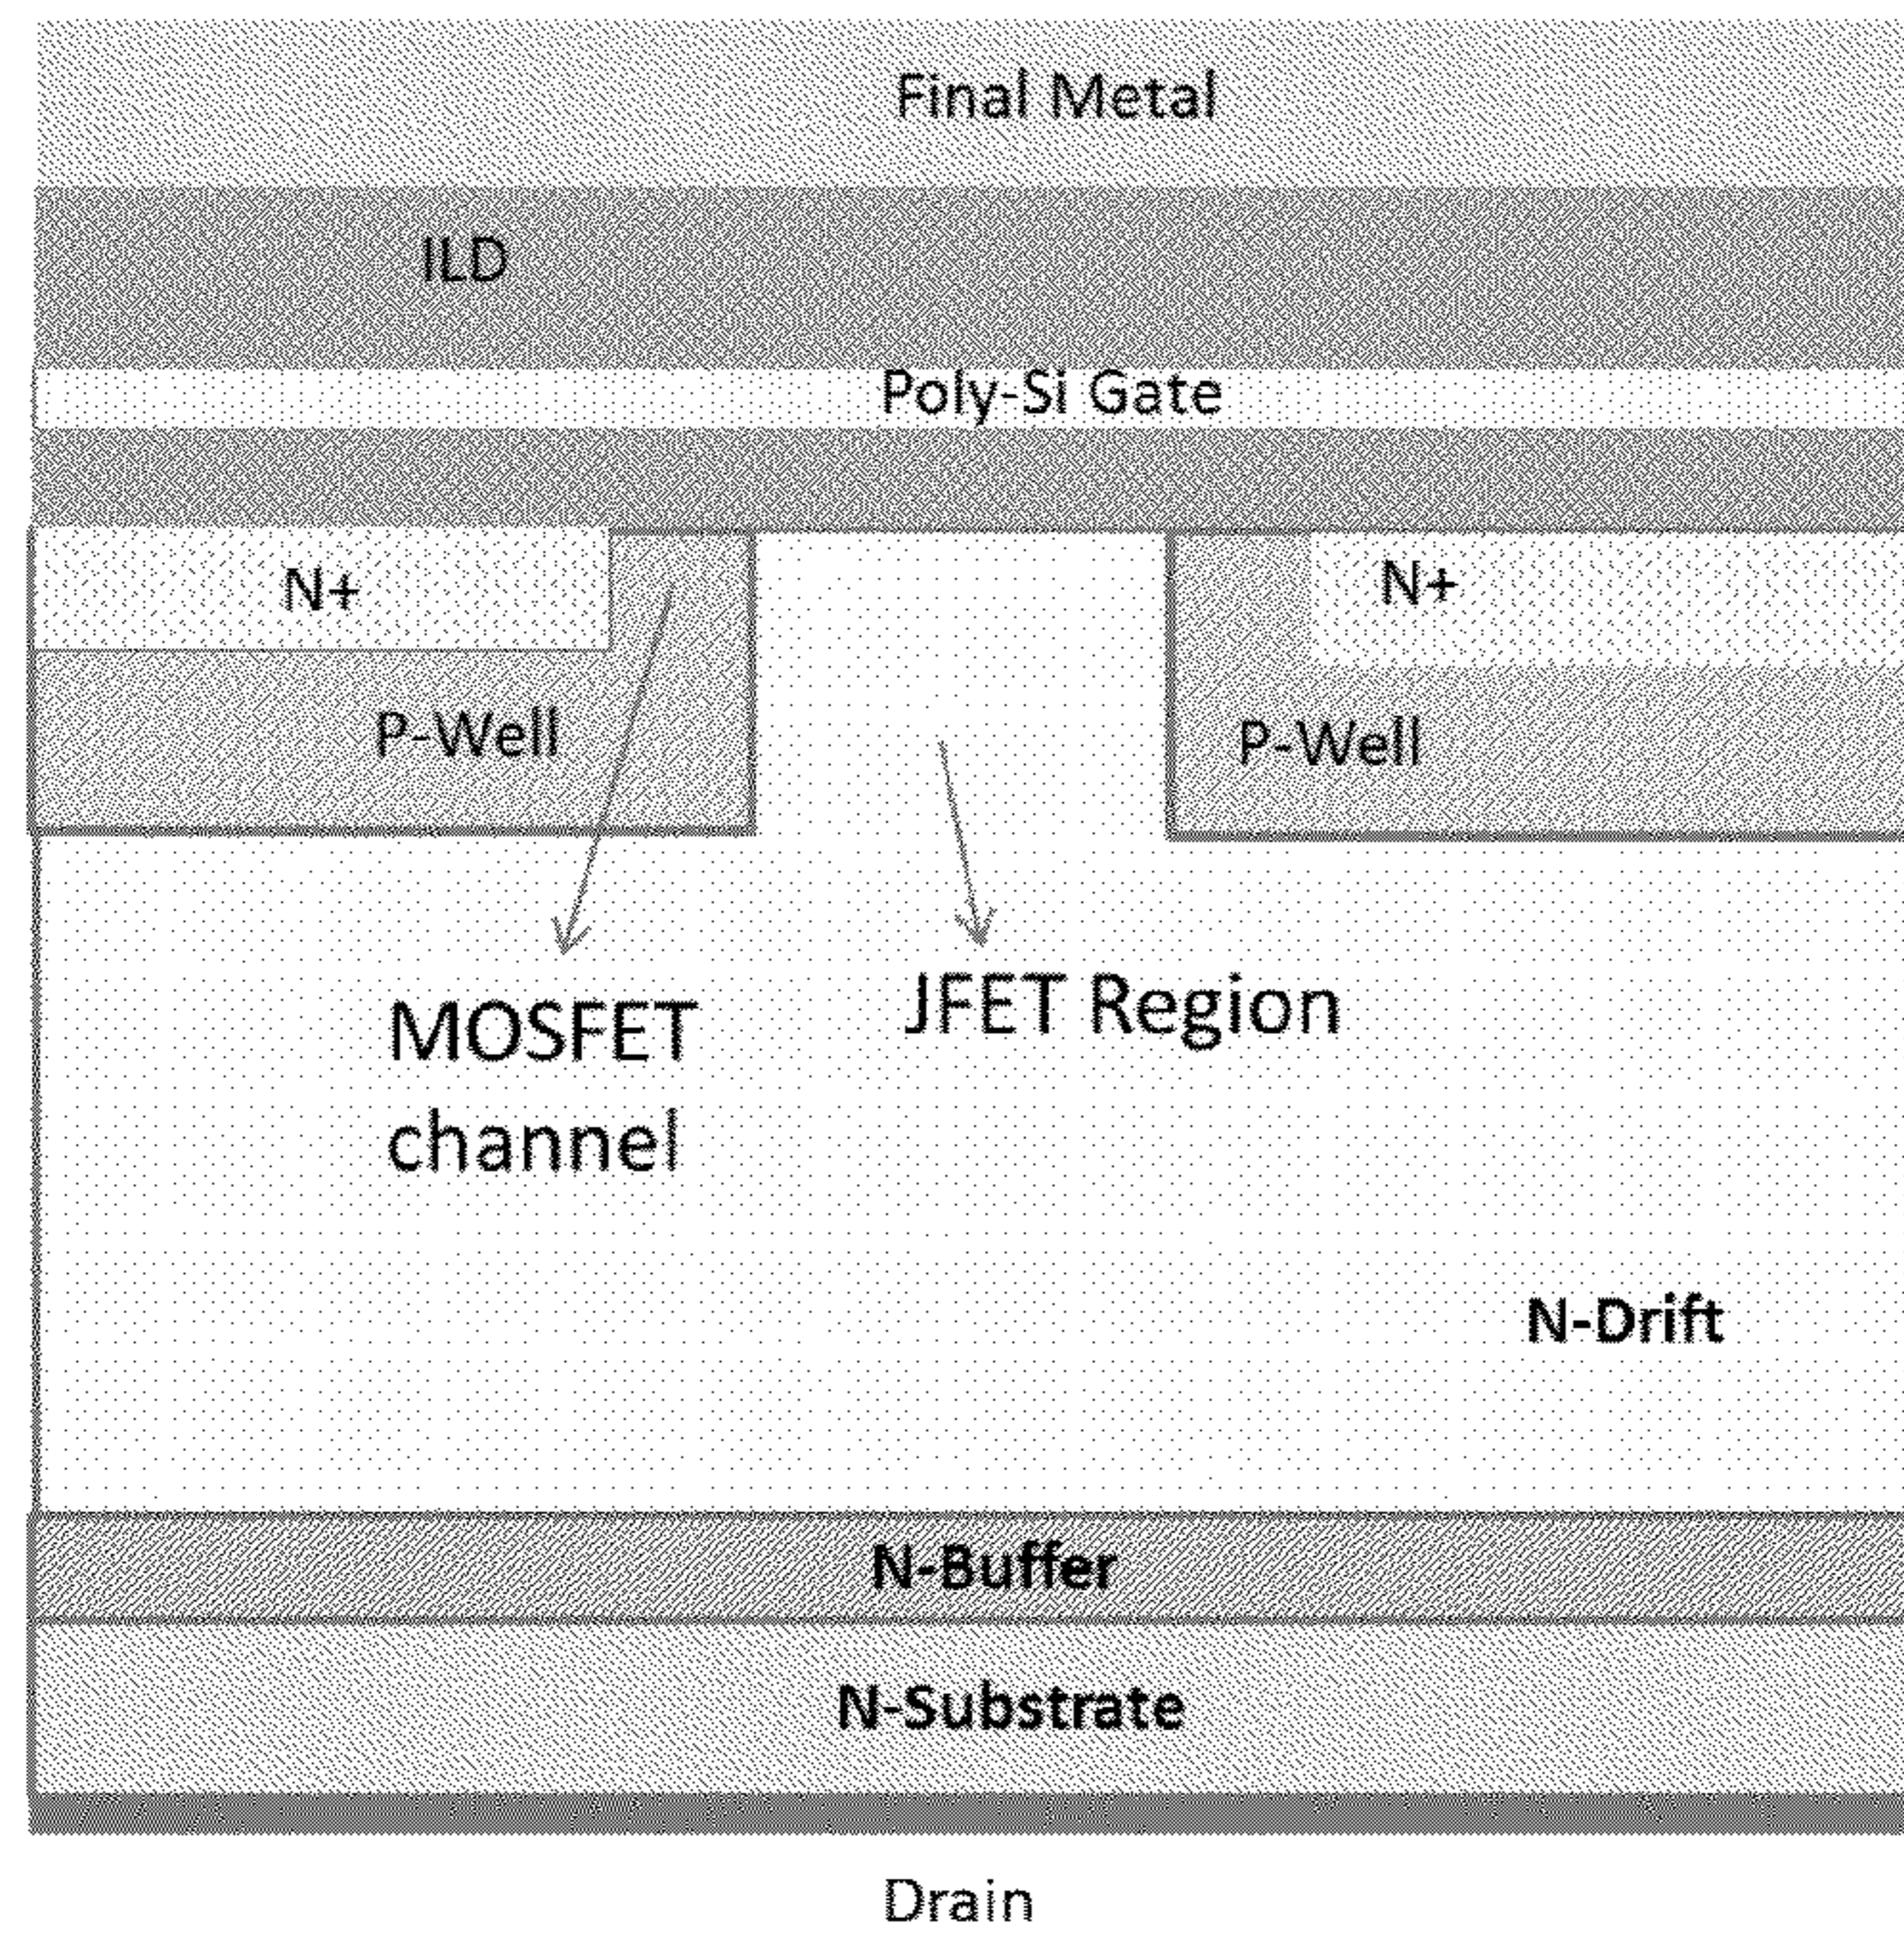 Final Metal
ILD
Poly-Si Gate
N+
N+
P-Well
P-Well
MOSFET
channel
JFET Region
N-Drift
N-Buffer
N-Substrate
Drain